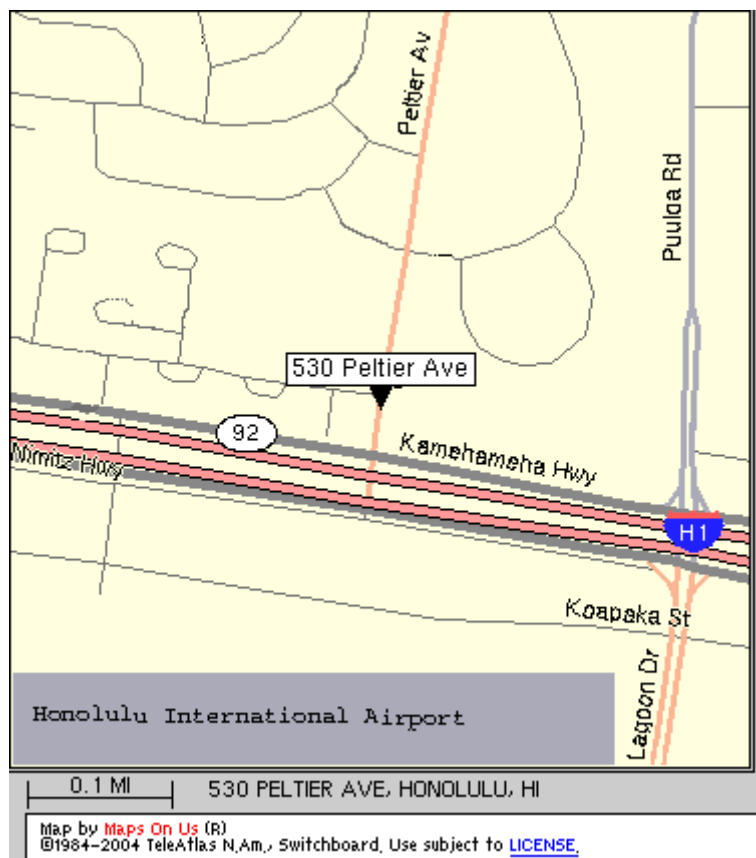 Peltier Av
Puuloa Rd
530 Peltier Ave
92
Kamehameha Hwy
Nimitz Hwy
H1
Koapaka St
Lagoon Dr
Honolulu International Airport
0.1 MI
530 PELTIER AVE, HONOLULU, HI
Map by Maps On Us (R)
©1984-2004 TeleAtlas N.Am., Switchboard, Use subject to LICENSE.